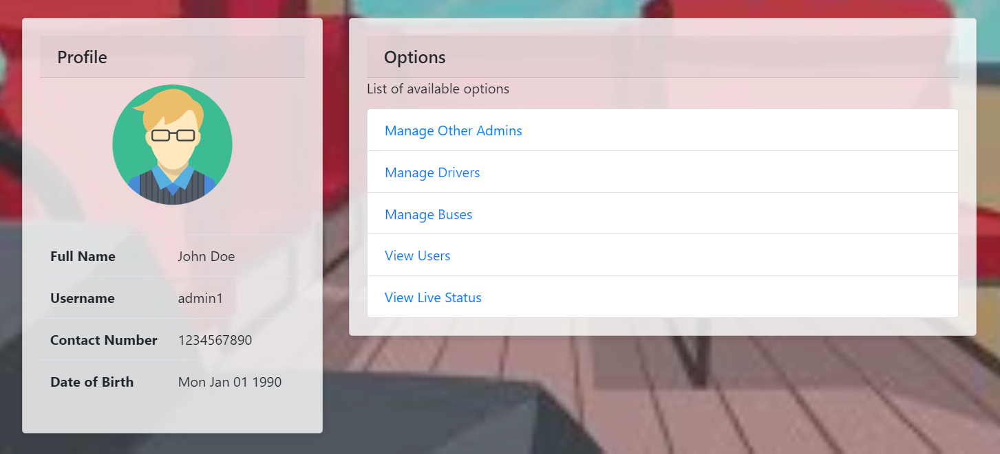 Profile
Full Name John Doe
Username admin1
Contact Number 1234567890
Date of Birth Mon Jan 01 1990
Options
List of available options
Manage Other Admins
Manage Drivers
Manage Buses
View Users
View Live Status